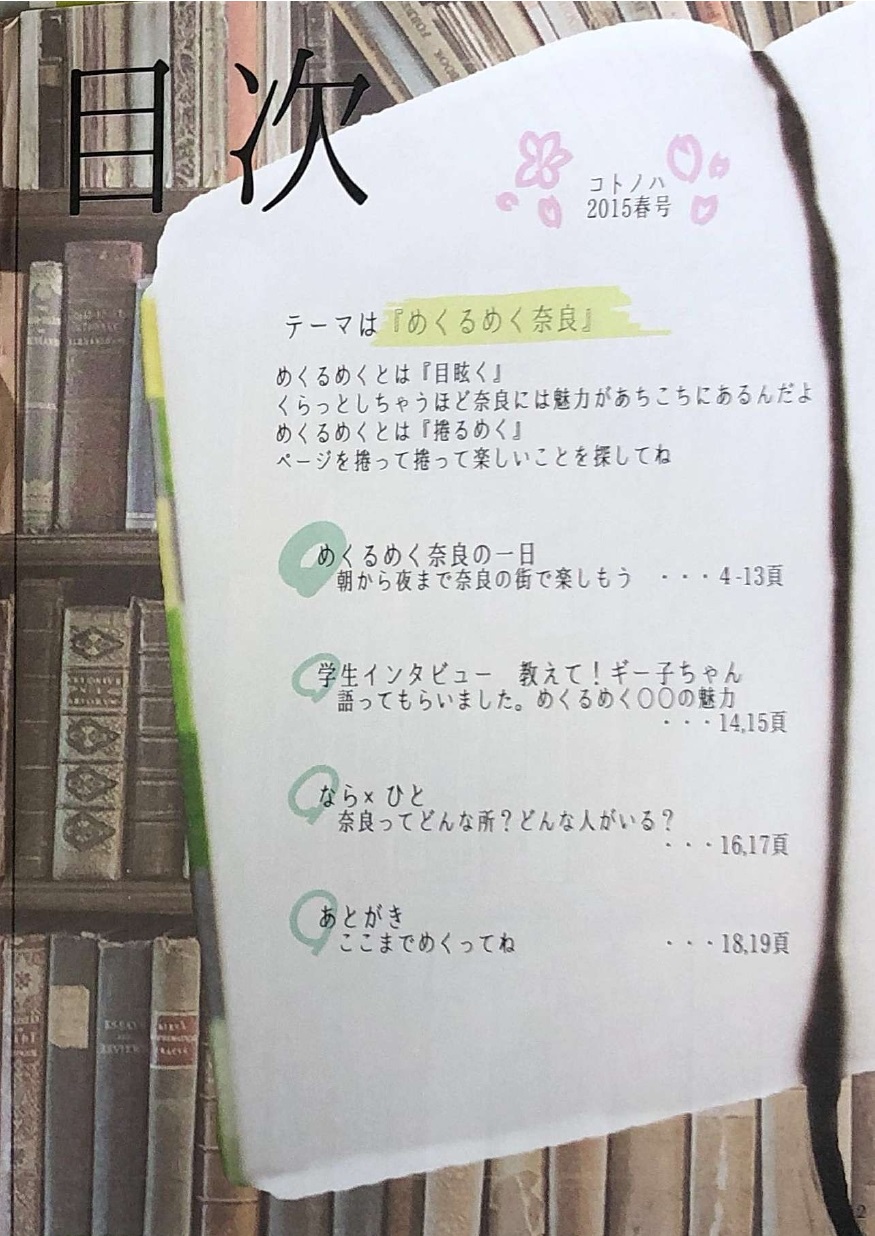 目次
コトノハ
2015春号
テーマは『めくるめく奈良』
めくるめくとは『目眩く』
くらっとしちゃうほど奈良には魅力があちこちにあるんだよ
めくるめくとは『捲るめく』
ページを捲って捲って楽しいことを探してね
めくるめく奈良の一日
朝から夜まで奈良の街で楽しもう ・・・4-13頁
学生インタビュー 教えて！ギー子ちゃん
語ってもらいました。めくるめく〇〇の魅力
・・・14,15頁
なら× ひと
奈良ってどんな所？どんな人がいる？
・・・16,17頁
あとがき
ここまでめくってね ・・・18,19頁
2